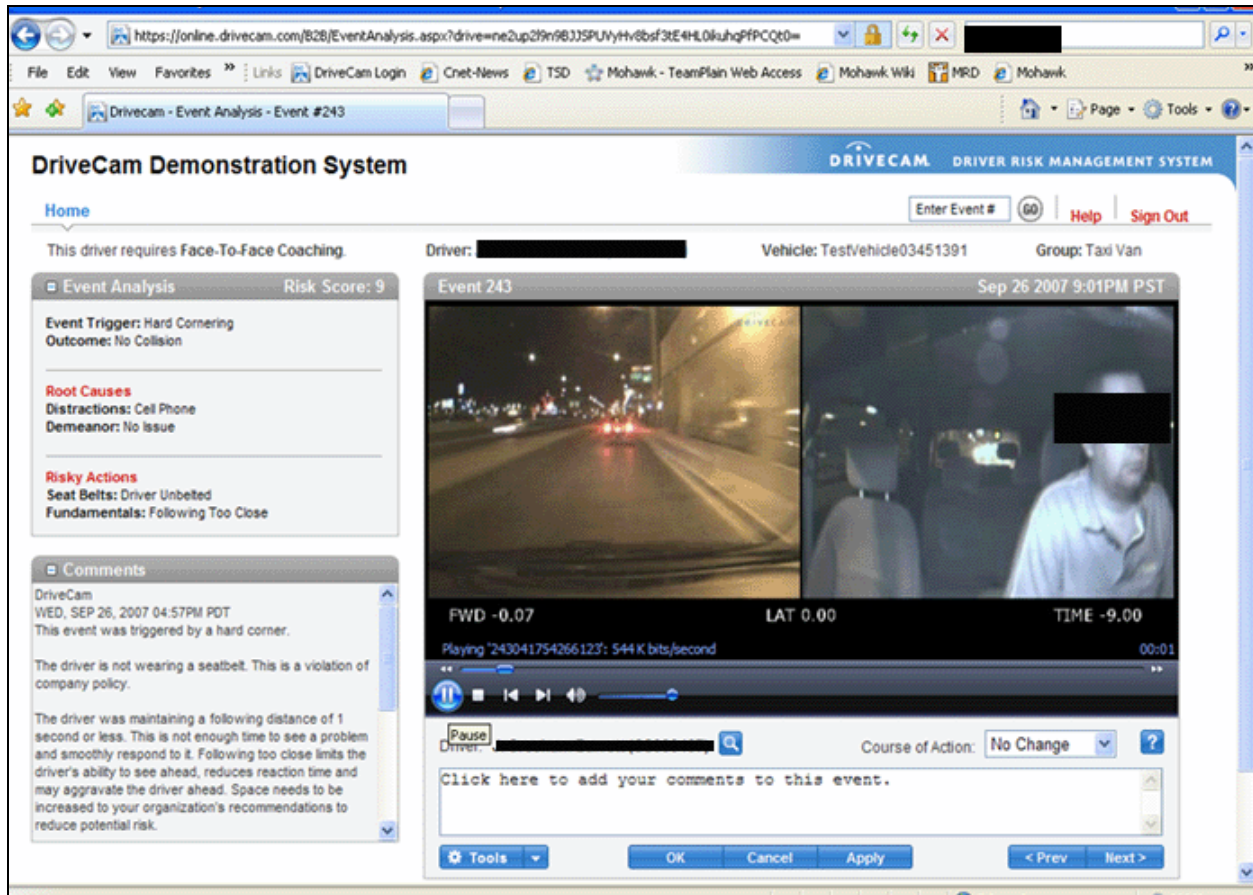 https://online.drivecam.com/B2B/EventAnalysis.aspx?drive=
File Edit View Favorites » Links DriveCam Login Cnet-News TSD Mohawk - TeamPlain Web Access Mohawk Wiki MRD Mohawk »
Drivecam - Event Analysis - Event #243
Page Tools
DriveCam Demonstration System
DRIVECAM DRIVER RISK MANAGEMENT SYSTEM
Home
Enter Event # GO Help Sign Out
This driver requires Face-To-Face Coaching. Driver: Vehicle: TestVehicle03451391 Group: Taxi Van
Event Analysis Risk Score: 9
Event Trigger: Hard Cornering
Outcome: No Collision
Root Causes
Distractions: Cell Phone
Demeanor: No Issue
Risky Actions
Seat Belts: Driver Unbelted
Fundamentals: Following Too Close
Comments
DriveCam
WED, SEP 26, 2007 04:57PM PDT
This event was triggered by a hard corner.
The driver is not wearing a seatbelt. This is a violation of
company policy.
The driver was maintaining a following distance of 1
second or less. This is not enough time to see a problem
and smoothly respond to it. Following too close limits the
driver's ability to see ahead, reduces reaction time and
may aggravate the driver ahead. Space needs to be
increased to your organization's recommendations to
reduce potential risk.
Event 243 Sep 26 2007 9:01PM PST
DRIVECAM
FWD -0.07 LAT 0.00 TIME -9.00
Playing '243041754266123': 544 K bits/second 00:01
Pause
Driver: Course of Action: No Change ?
Click here to add your comments to this event.
Tools OK Cancel Apply < Prev Next >